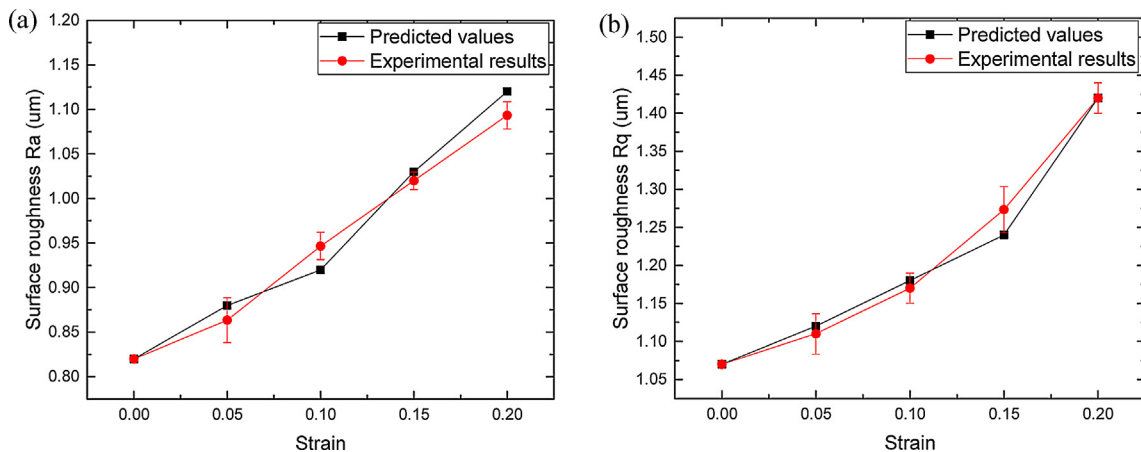 (a)
Predicted values
Experimental results
Surface roughness Ra (um)
1.20
1.15
1.10
1.05
1.00
0.95
0.90
0.85
0.80
0.00 0.05 0.10 0.15 0.20
Strain
(b)
Predicted values
Experimental results
Surface roughness Rq (um)
1.50
1.45
1.40
1.35
1.30
1.25
1.20
1.15
1.10
1.05
0.00 0.05 0.10 0.15 0.20
Strain